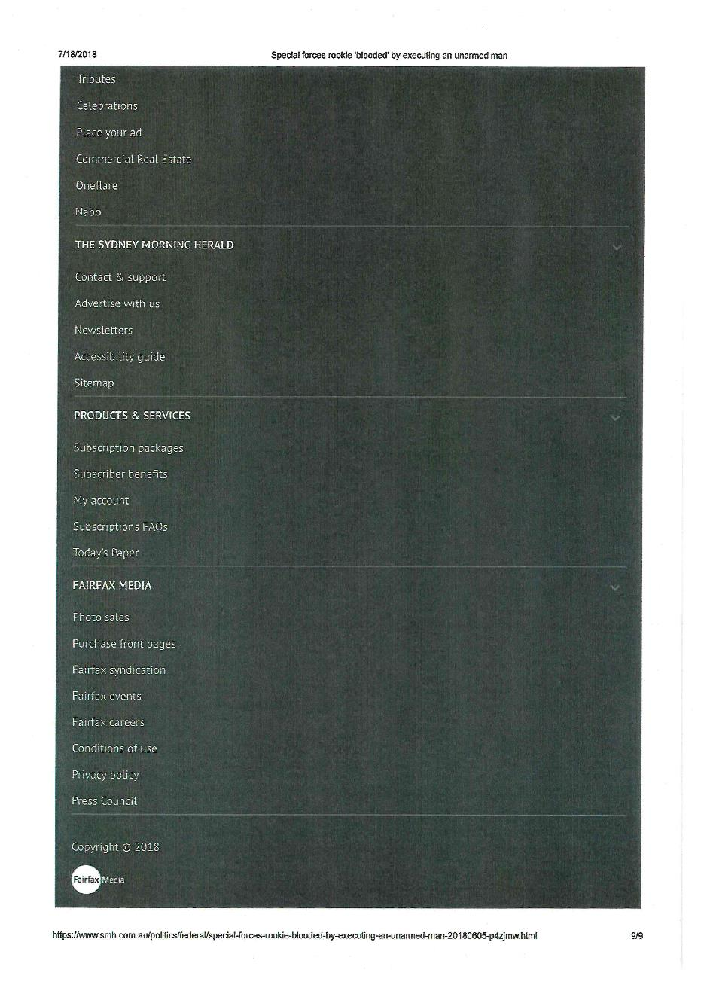 7/18/2018 Special forces rookie 'blooded' by executing an unarmed man
Tributes
Celebrations
Place your ad
Commercial Real Estate
Oneflare
Nabo
THE SYDNEY MORNING HERALD
Contact & support
Advertise with us
Newsletters
Accessibility guide
Sitemap
PRODUCTS & SERVICES
Subscription packages
Subscriber benefits
My account
Subscriptions FAQs
Today's Paper
FAIRFAX MEDIA
Photo sales
Purchase front pages
Fairfax syndication
Fairfax events
Fairfax careers
Conditions of use
Privacy policy
Press Council
Copyright © 2018
Fairfax Media
https://www.smh.com.au/politics/federal/special-forces-rookie-blooded-by-executing-an-unarmed-man-20180605-p4zjmw.html 9/9